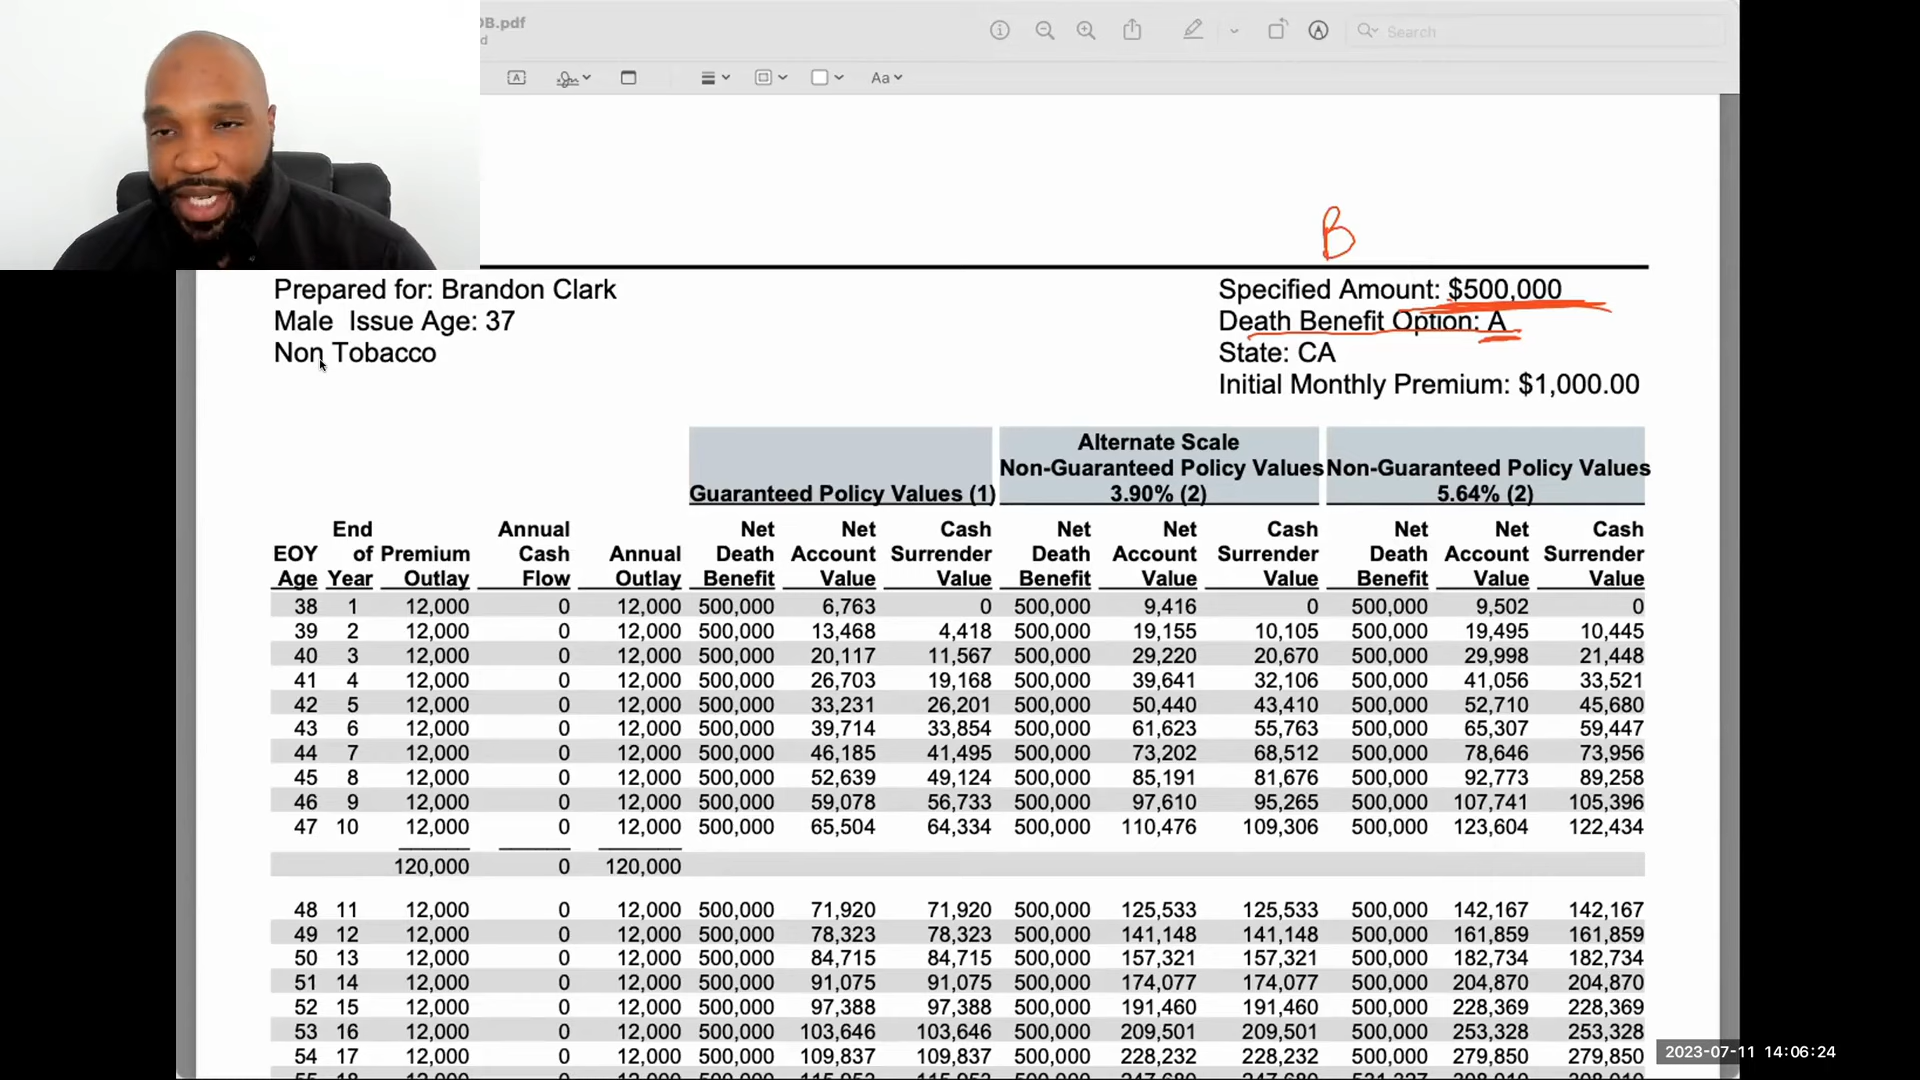 OB.pdf
d
Search
Aa
B
Prepared for: Brandon Clark
Male Issue Age: 37
Non Tobacco
Specified Amount: $500,000
Death Benefit Option: A
State: CA
Initial Monthly Premium: $1,000.00
Guaranteed Policy Values (1)
Alternate Scale
Non-Guaranteed Policy Values
3.90% (2)
Non-Guaranteed Policy Values
5.64% (2)
EOY Age End of Year Premium Outlay Annual Cash Flow Annual Outlay Net Death Benefit Net Account Value Cash Surrender Value Net Death Benefit Net Account Value Cash Surrender Value Net Death Benefit Net Account Value Cash Surrender Value
38 1 12,000 0 12,000 500,000 6,763 0 500,000 9,416 0 500,000 9,502 0
39 2 12,000 0 12,000 500,000 13,468 4,418 500,000 19,155 10,105 500,000 19,495 10,445
40 3 12,000 0 12,000 500,000 20,117 11,567 500,000 29,220 20,670 500,000 29,998 21,448
41 4 12,000 0 12,000 500,000 26,703 19,168 500,000 39,641 32,106 500,000 41,056 33,521
42 5 12,000 0 12,000 500,000 33,231 26,201 500,000 50,440 43,410 500,000 52,710 45,680
43 6 12,000 0 12,000 500,000 39,714 33,854 500,000 61,623 55,763 500,000 65,307 59,447
44 7 12,000 0 12,000 500,000 46,185 41,495 500,000 73,202 68,512 500,000 78,646 73,956
45 8 12,000 0 12,000 500,000 52,639 49,124 500,000 85,191 81,676 500,000 92,773 89,258
46 9 12,000 0 12,000 500,000 59,078 56,733 500,000 97,610 95,265 500,000 107,741 105,396
47 10 12,000 0 12,000 500,000 65,504 64,334 500,000 110,476 109,306 500,000 123,604 122,434
120,000 0 120,000
48 11 12,000 0 12,000 500,000 71,920 71,920 500,000 125,533 125,533 500,000 142,167 142,167
49 12 12,000 0 12,000 500,000 78,323 78,323 500,000 141,148 141,148 500,000 161,859 161,859
50 13 12,000 0 12,000 500,000 84,715 84,715 500,000 157,321 157,321 500,000 182,734 182,734
51 14 12,000 0 12,000 500,000 91,075 91,075 500,000 174,077 174,077 500,000 204,870 204,870
52 15 12,000 0 12,000 500,000 97,388 97,388 500,000 191,460 191,460 500,000 228,369 228,369
53 16 12,000 0 12,000 500,000 103,646 103,646 500,000 209,501 209,501 500,000 253,328 253,328
54 17 12,000 0 12,000 500,000 109,837 109,837 500,000 228,232 228,232 500,000 279,850 279,850
2023-07-11 14:06:24